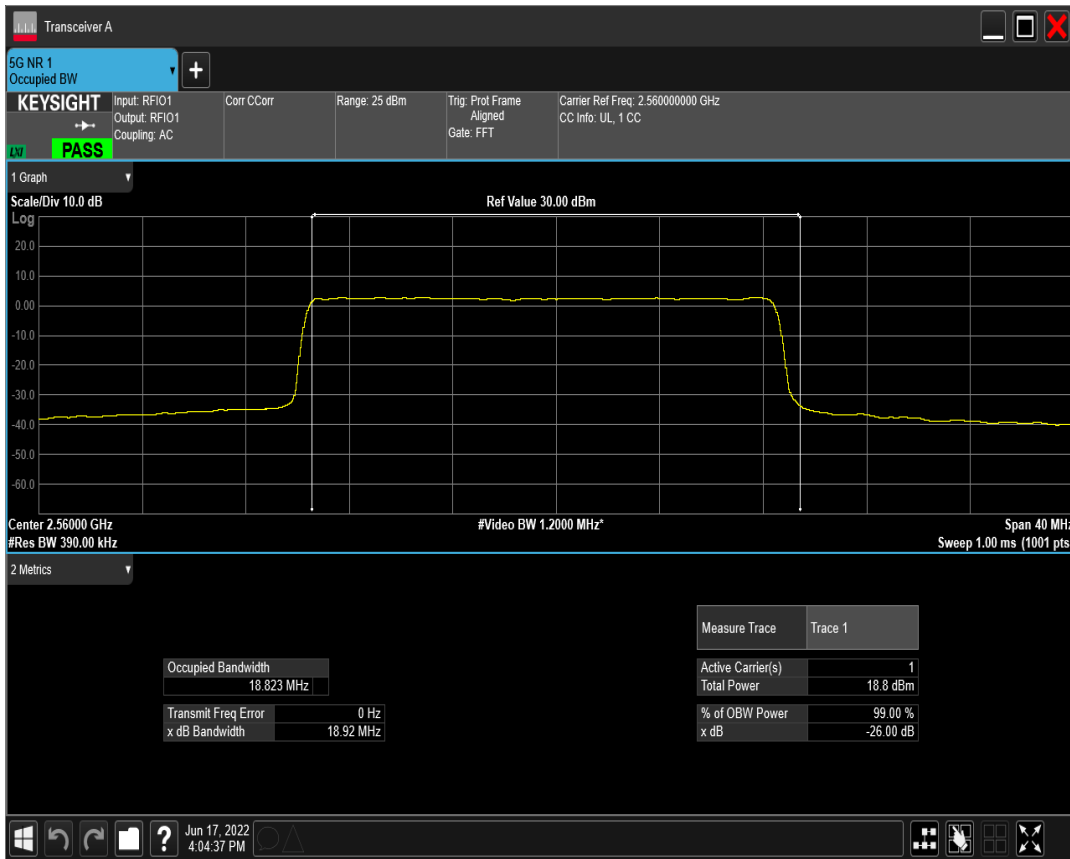 Transceiver A
5G NR 1
Occupied BW
+
KEYSIGHT
LXI
PASS
Input: RFIO1
Output: RFIO1
Coupling: AC
Corr CCorr
Range: 25 dBm
Trig: Prot Frame
Aligned
Gate: FFT
Carrier Ref Freq: 2.560000000 GHz
CC Info: UL, 1 CC
1 Graph
Scale/Div 10.0 dB
Ref Value 30.00 dBm
Log
20.0
10.0
0.00
-10.0
-20.0
-30.0
-40.0
-50.0
-60.0
Center 2.56000 GHz
#Video BW 1.2000 MHz*
Span 40 MHz
#Res BW 390.00 kHz
Sweep 1.00 ms (1001 pts
2 Metrics
Measure Trace Trace 1
Occupied Bandwidth
18.823 MHz
Active Carrier(s) 1
Total Power 18.8 dBm
Transmit Freq Error 0 Hz
x dB Bandwidth 18.92 MHz
% of OBW Power 99.00 %
x dB -26.00 dB
?
Jun 17, 2022
4:04:37 PM